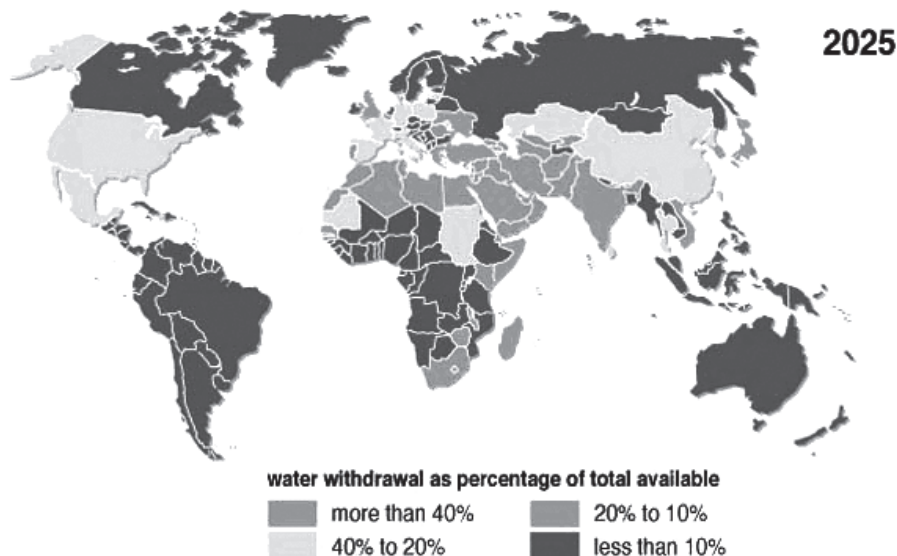 2025
water withdrawal as percentage of total available
more than 40%
20% to 10%
40% to 20%
less than 10%